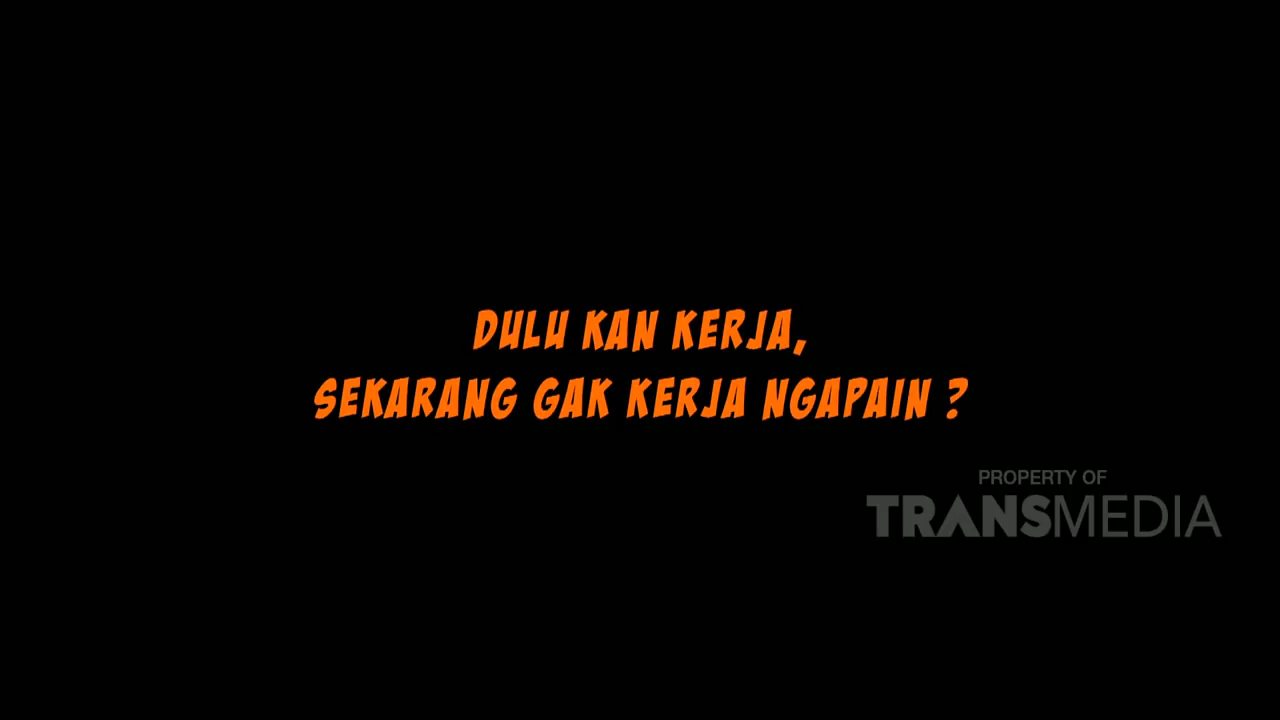 DULU KAN KERJA,
SEKARANG GAK KERJA NGAPAIN ?
PROPERTY OF
TRANSMEDIA